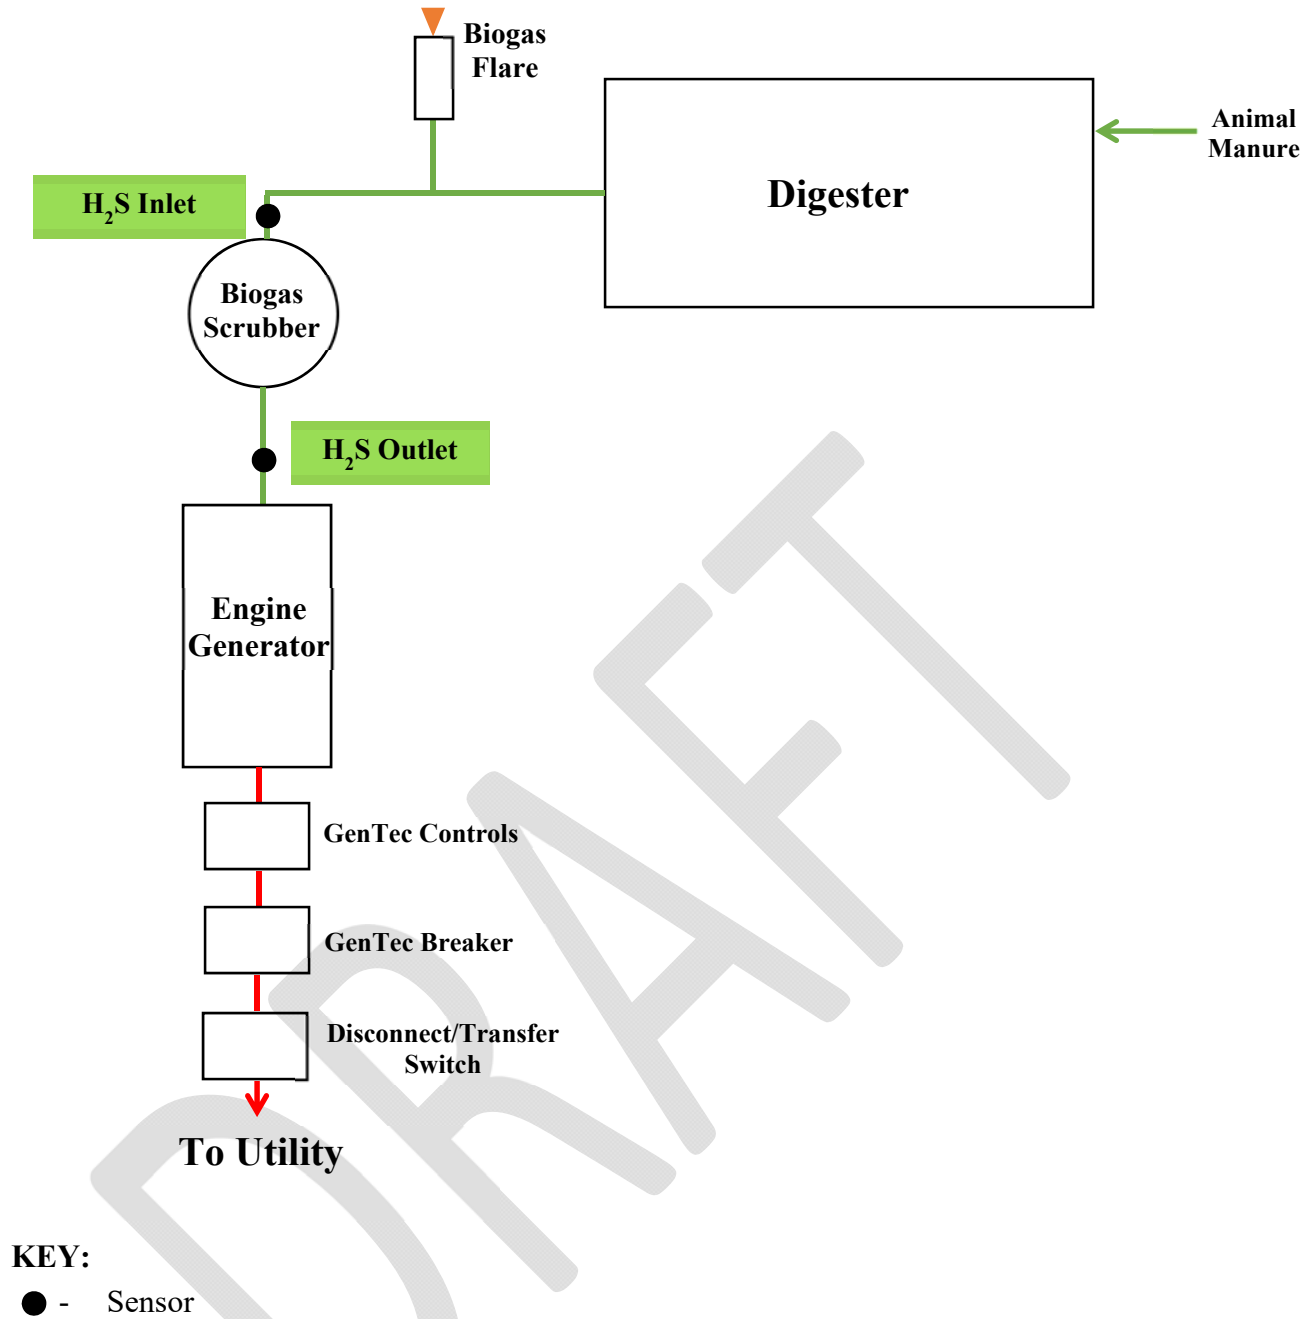 Biogas
Flare
Animal
Manure
Digester
H₂S Inlet
Biogas
Scrubber
H₂S Outlet
Engine
Generator
GenTec Controls
GenTec Breaker
Disconnect/Transfer
Switch
To Utility
DRAFT
KEY:
- Sensor